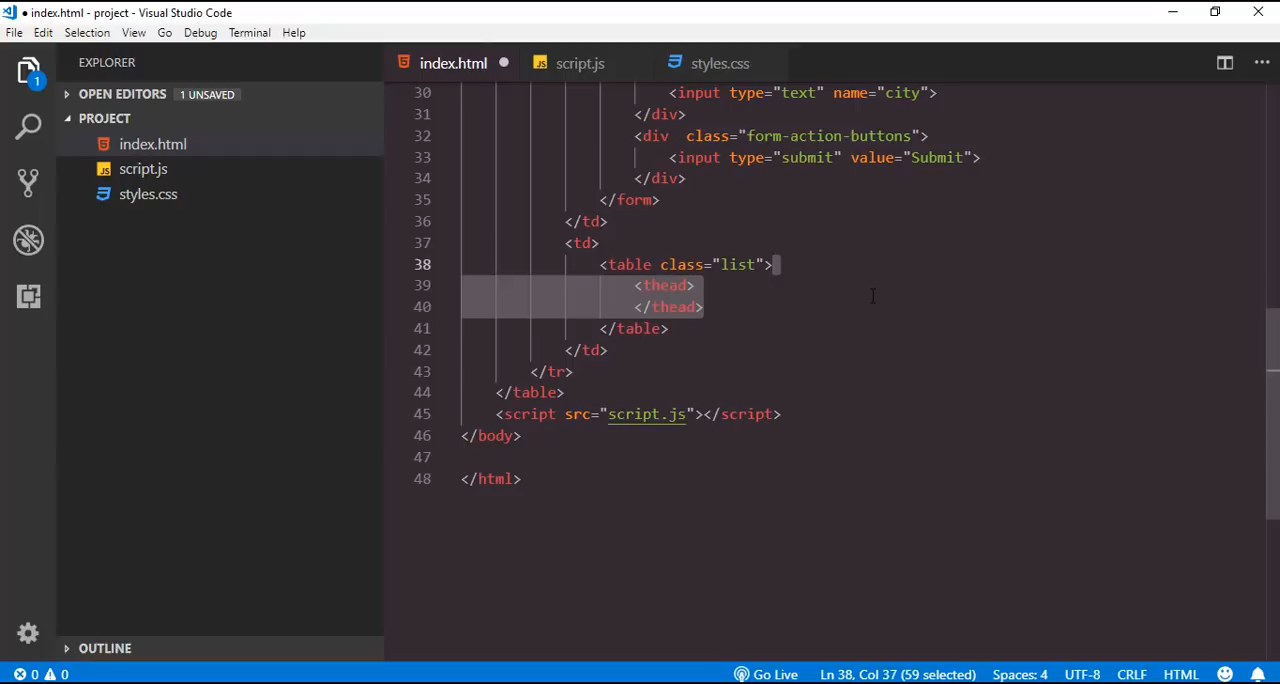 ● index.html - project - Visual Studio Code
File Edit Selection View Go Debug Terminal Help
1
EXPLORER
OPEN EDITORS 1 UNSAVED
PROJECT
index.html
JS script.js
styles.css
OUTLINE
index.html ● JS script.js styles.css
30 <input type="text" name="city">
31 </div>
32 <div  class="form-action-buttons">
33 <input type="submit" value="Submit">
34 </div>
35 </form>
36 </td>
37 <td>
38 <table class="list">
39 <thead>
40 </thead>
41 </table>
42 </td>
43 </tr>
44 </table>
45 <script src="script.js"></script>
46 </body>
47
48 </html>
0 0 Go Live Ln 38, Col 37 (59 selected) Spaces: 4 UTF-8 CRLF HTML